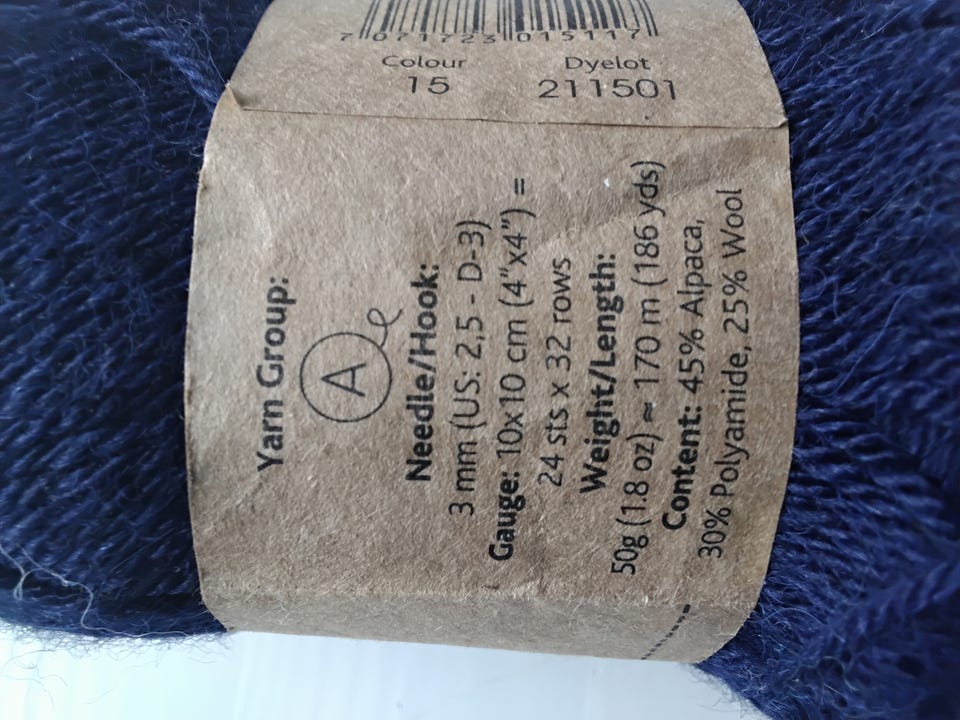 7 071723 015117
Colour
15
Dyelot
211501
Yarn Group:
A
Needle/Hook:
3 mm (US: 2,5 - D-3)
Gauge: 10x10 cm (4"x4") =
24 sts x 32 rows
Weight/Length:
50g (1.8 oz) ≈ 170 m (186 yds)
Content: 45% Alpaca,
30% Polyamide, 25% Wool